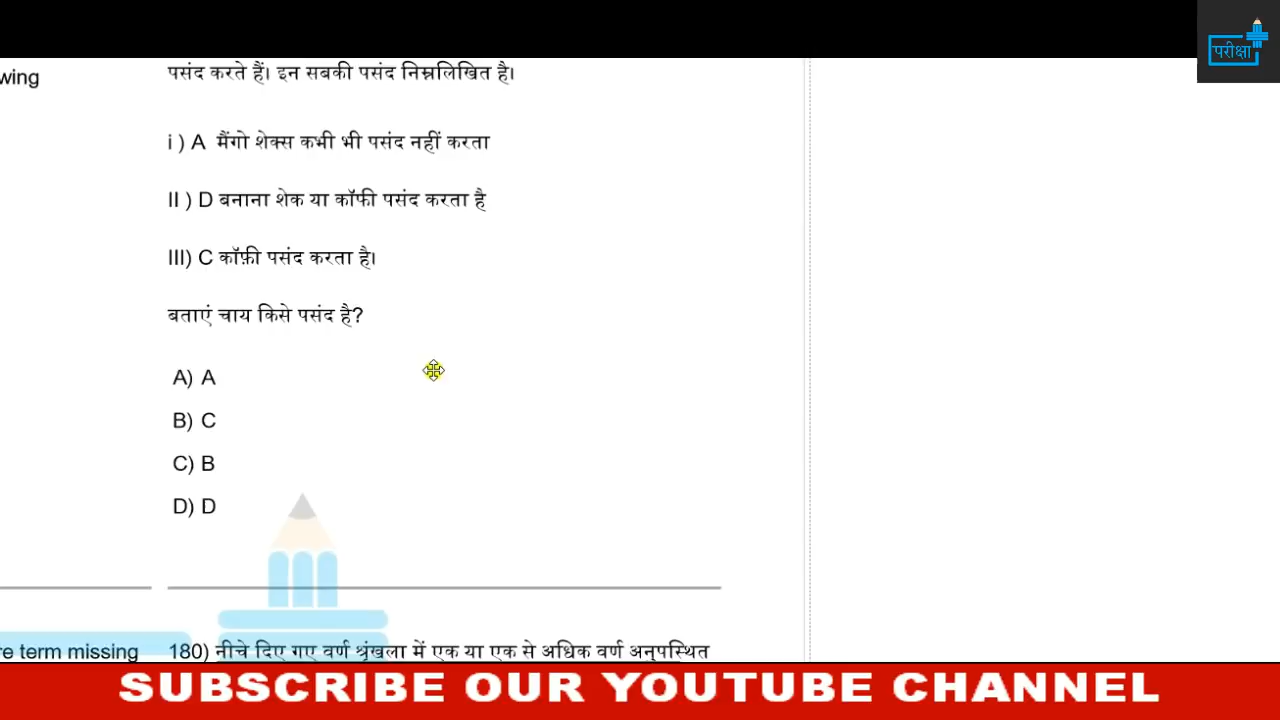 परीक्षा
wing
पसंद करते हैं। इन सबकी पसंद निम्नलिखित है।
i ) A मैंगो शेक्स कभी भी पसंद नहीं करता
II ) D बनाना शेक या कॉफी पसंद करता है
III) C कॉफ़ी पसंद करता है।
बताएं चाय किसे पसंद है?
A) A
B) C
C) B
D) D
re term missing
180) नीचे दिए गए वर्ण श्रृंखला में एक या एक से अधिक वर्ण अनुपस्थित
SUBSCRIBE OUR YOUTUBE CHANNEL